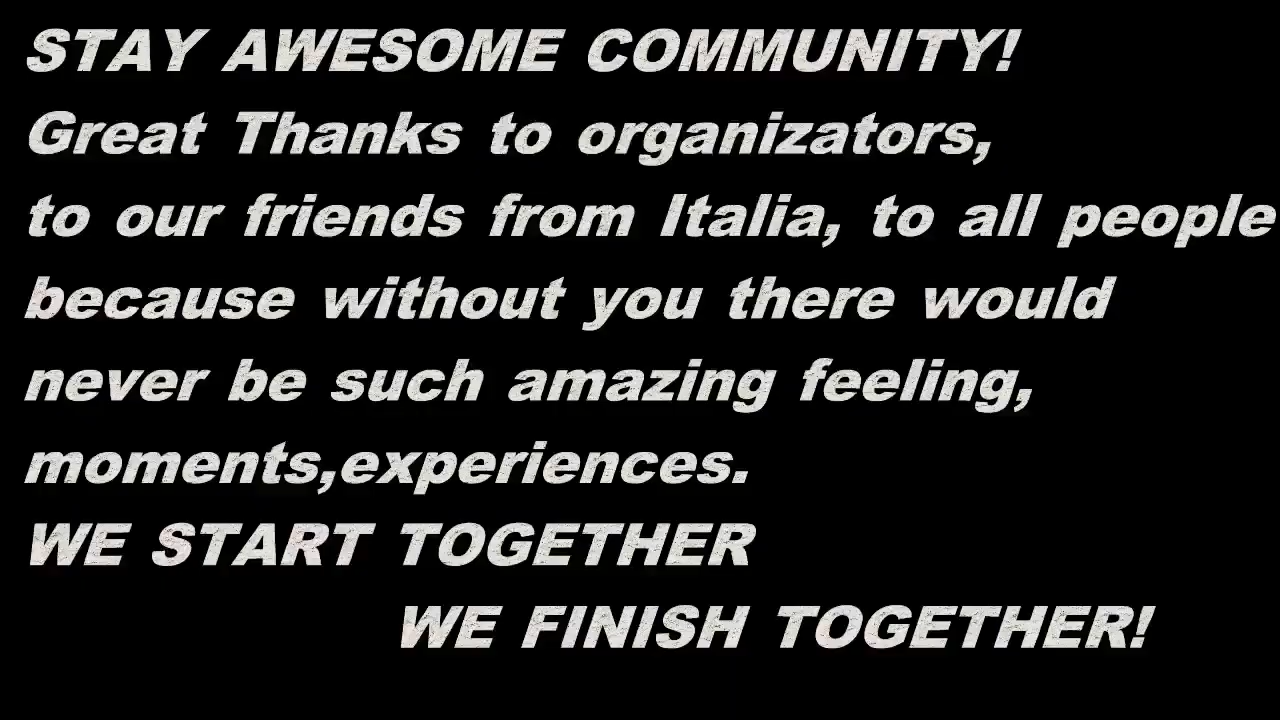 STAY AWESOME COMMUNITY!
Great Thanks to organizators,
to our friends from Italia, to all people
because without you there would
never be such amazing feeling,
moments,experiences.
WE START TOGETHER
WE FINISH TOGETHER!